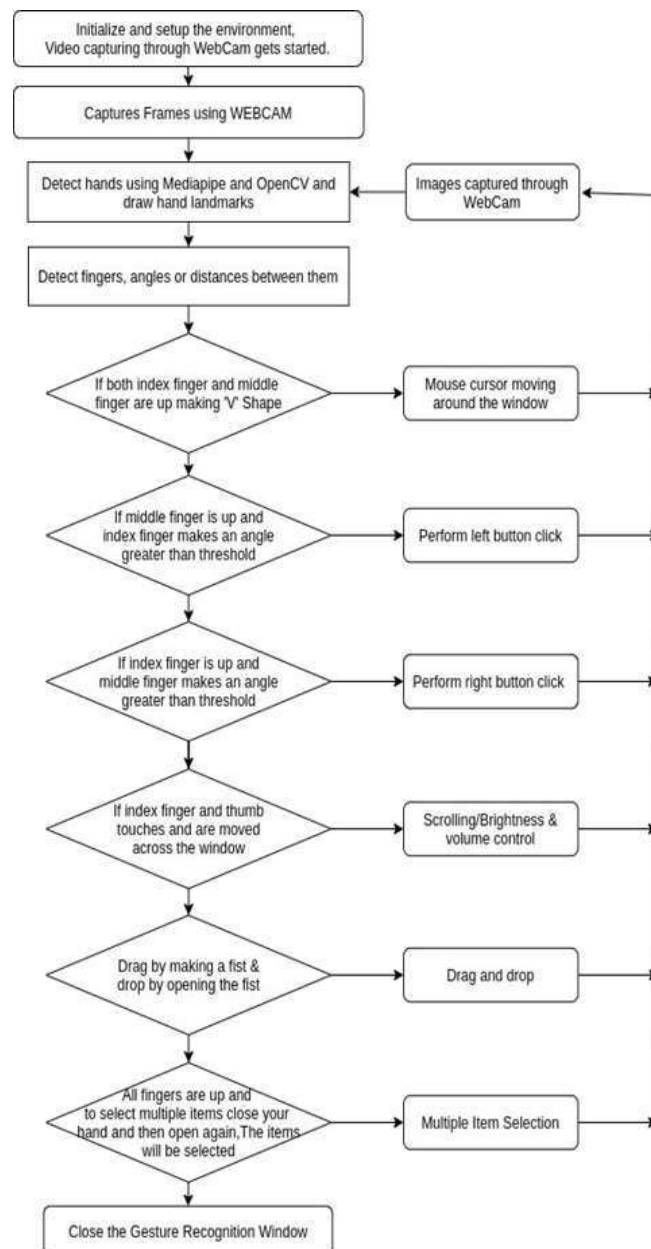 Initialize and setup the environment,
Video capturing through WebCam gets started.
Captures Frames using WEBCAM
Detect hands using Mediapipe and OpenCV and
draw hand landmarks
Images captured through
WebCam
Detect fingers, angles or distances between them
If both index finger and middle
finger are up making 'V' Shape
Mouse cursor moving
around the window
If middle finger is up and
index finger makes an angle
greater than threshold
Perform left button click
If index finger is up and
middle finger makes an angle
greater than threshold
Perform right button click
If index finger and thumb
touches and are moved
across the window
Scrolling/Brightness &
volume control
Drag by making a fist &
drop by opening the fist
Drag and drop
All fingers are up and
to select multiple items close your
hand and then open again,The items
will be selected
Multiple Item Selection
Close the Gesture Recognition Window